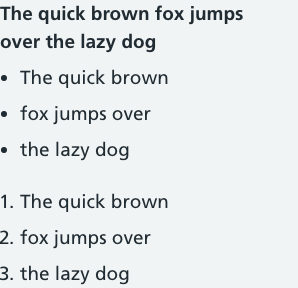 The quick brown fox jumps
over the lazy dog
• The quick brown
• fox jumps over
• the lazy dog
1. The quick brown
2. fox jumps over
3. the lazy dog